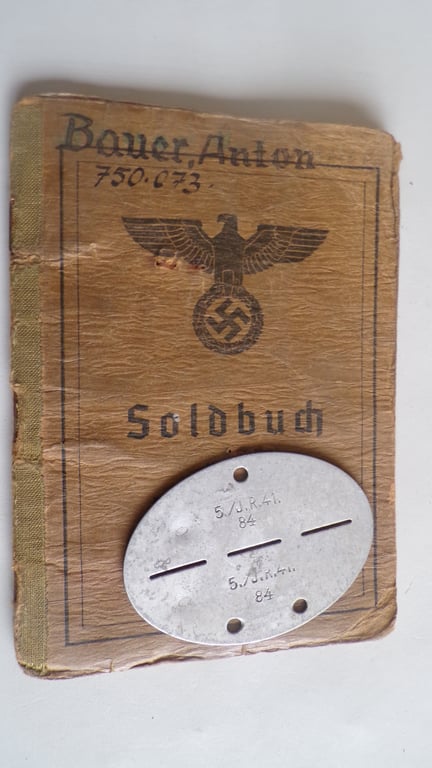 Bauer, Anton
750.073.
Soldbuch
5./J.R.41.
84
5./J.R.41.
84